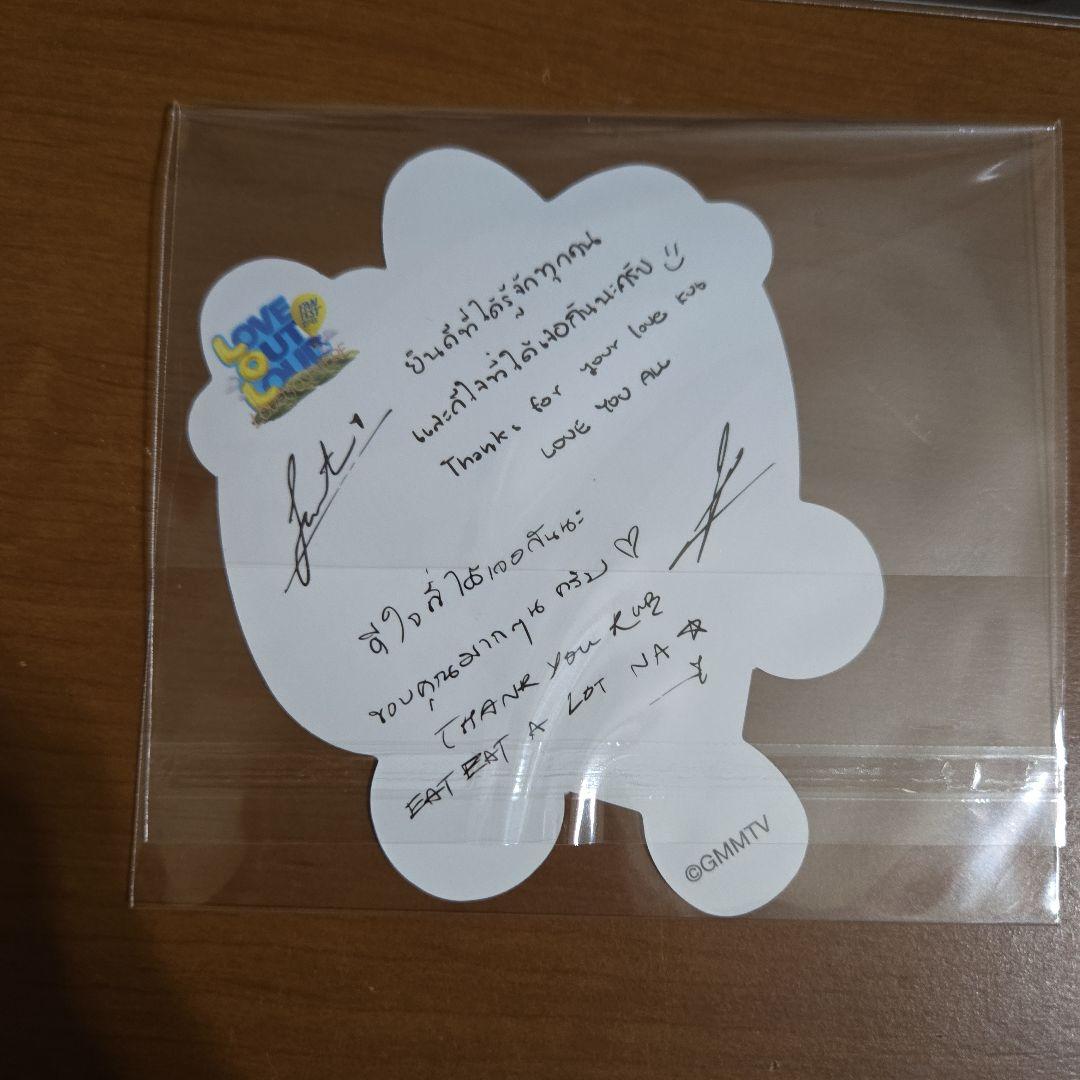 LOVE
OUT
LOUD
FAN
FEST
ยินดีที่ได้รู้จักทุกคน
และดีใจที่ได้เจอกันนะครับ
Thanks for your love kub
LOVE YOU ALL
ดีใจที่ได้เจอกันนะ
ขอบคุณมากๆนะครับ ♡
THANK YOU KUB
EAT EAT A LOT NA ☆
©GMMTV